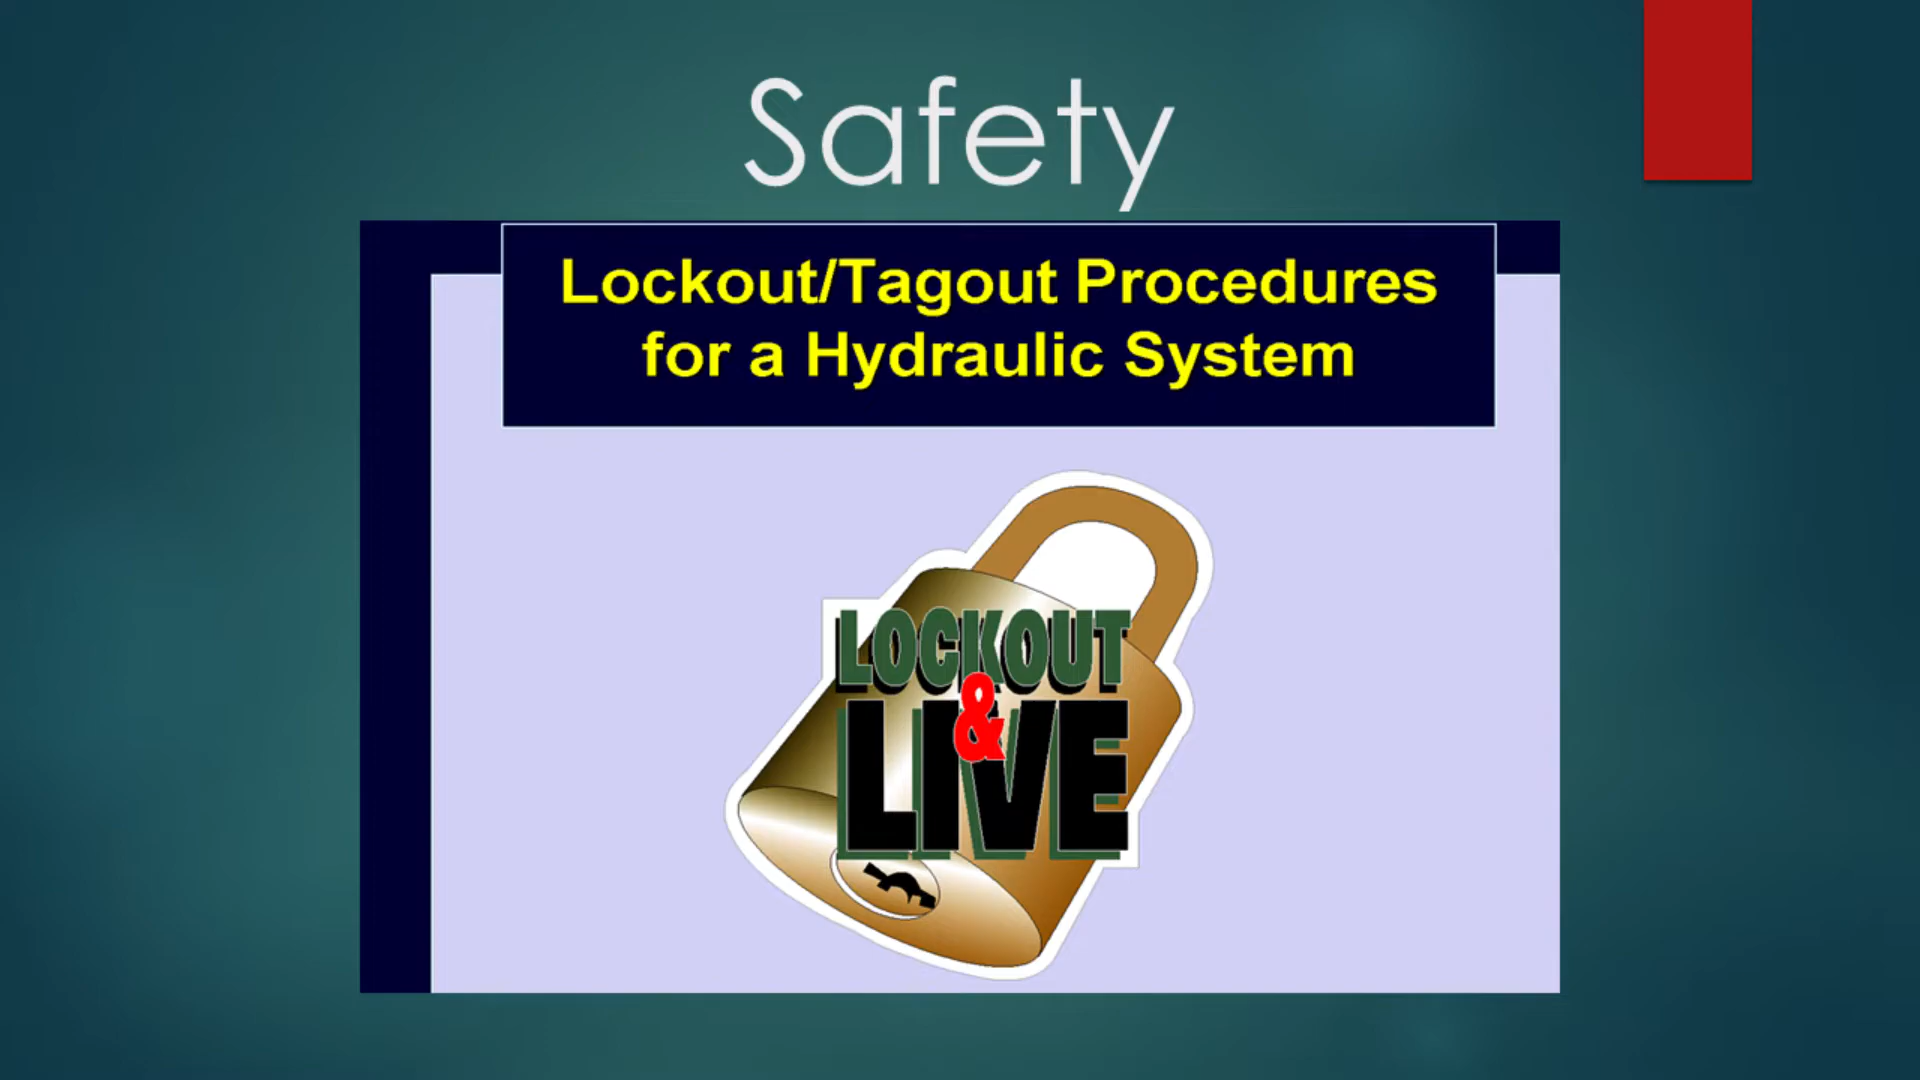 Safety
Lockout/Tagout Procedures
for a Hydraulic System
LOCKOUT
&
LIVE